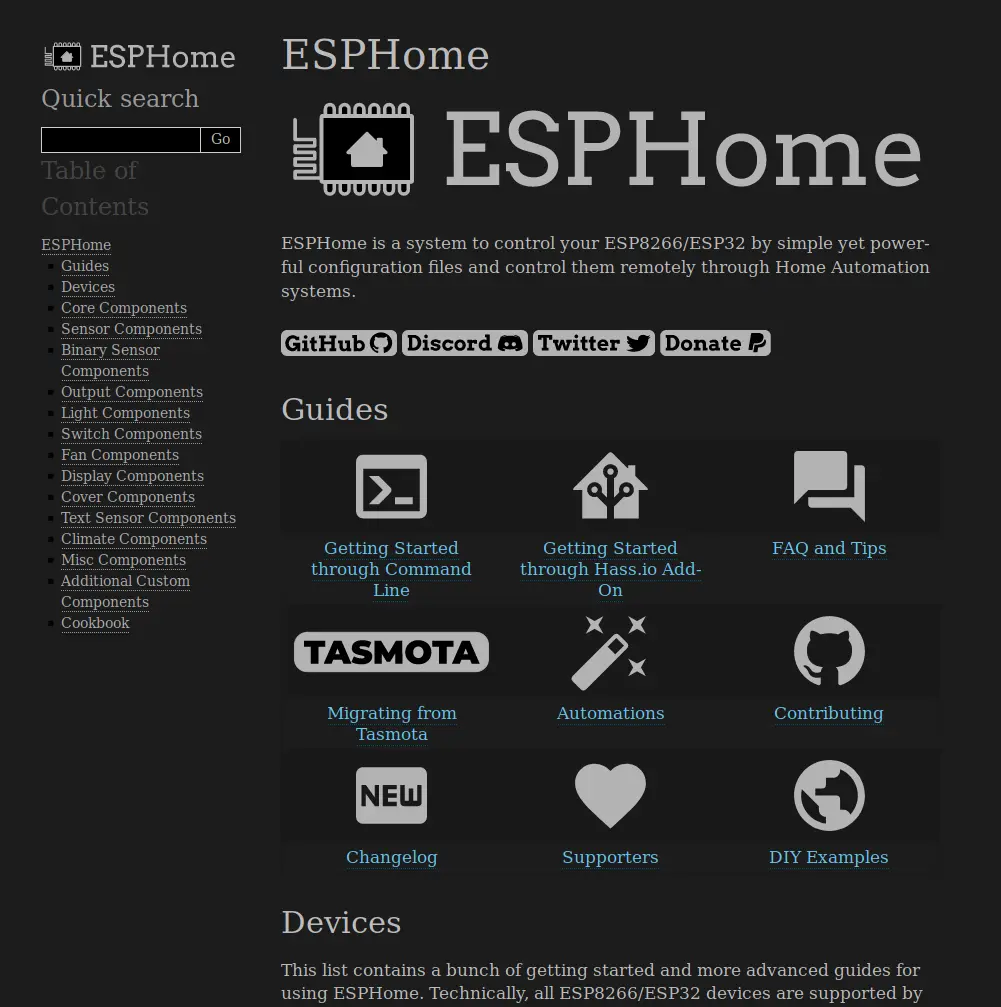 ESPHome
Quick search
Go
Table of
Contents
ESPHome
Guides
Devices
Core Components
Sensor Components
Binary Sensor
Components
Output Components
Light Components
Switch Components
Fan Components
Display Components
Cover Components
Text Sensor Components
Climate Components
Misc Components
Additional Custom
Components
Cookbook
ESPHome
ESPHome
ESPHome is a system to control your ESP8266/ESP32 by simple yet power-
ful configuration files and control them remotely through Home Automation
systems.
GitHub Discord Twitter Donate
Guides
Getting Started
through Command
Line
Getting Started
through Hass.io Add-
On
FAQ and Tips
TASMOTA
Migrating from
Tasmota
Automations
Contributing
NEW
Changelog
Supporters
DIY Examples
Devices
This list contains a bunch of getting started and more advanced guides for
using ESPHome. Technically, all ESP8266/ESP32 devices are supported by